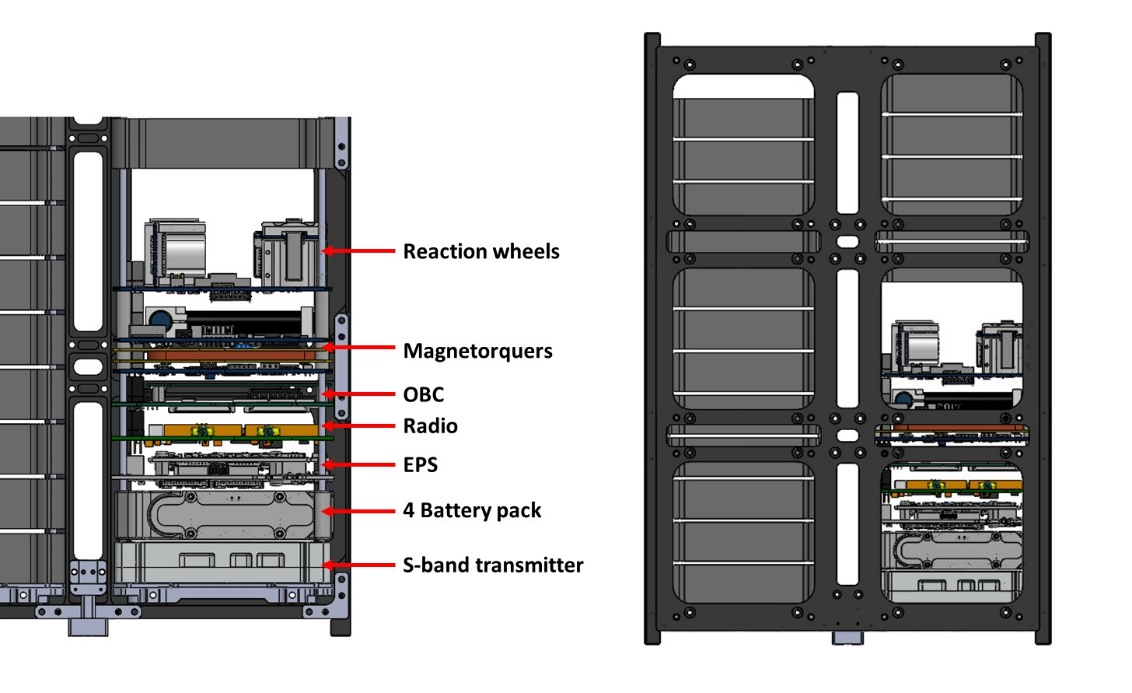 Reaction wheels
Magnetorquers
OBC
Radio
EPS
4 Battery pack
S-band transmitter